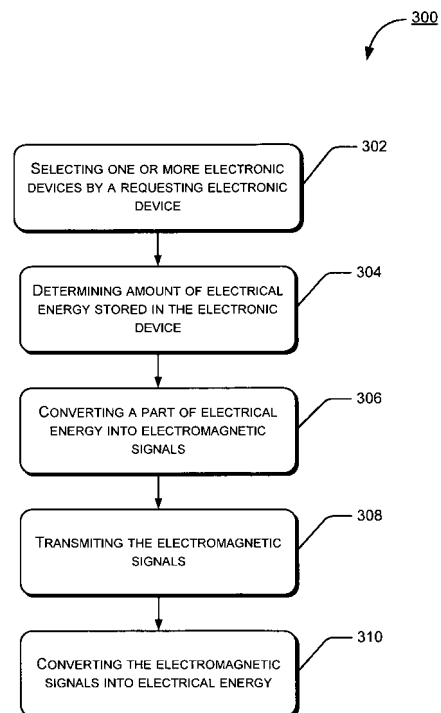 300
302
SELECTING ONE OR MORE ELECTRONIC
DEVICES BY A REQUESTING ELECTRONIC
DEVICE
304
DETERMINING AMOUNT OF ELECTRICAL
ENERGY STORED IN THE ELECTRONIC
DEVICE
306
CONVERTING A PART OF ELECTRICAL
ENERGY INTO ELECTROMAGNETIC
SIGNALS
308
TRANSMITING THE ELECTROMAGNETIC
SIGNALS
310
CONVERTING THE ELECTROMAGNETIC
SIGNALS INTO ELECTRICAL ENERGY